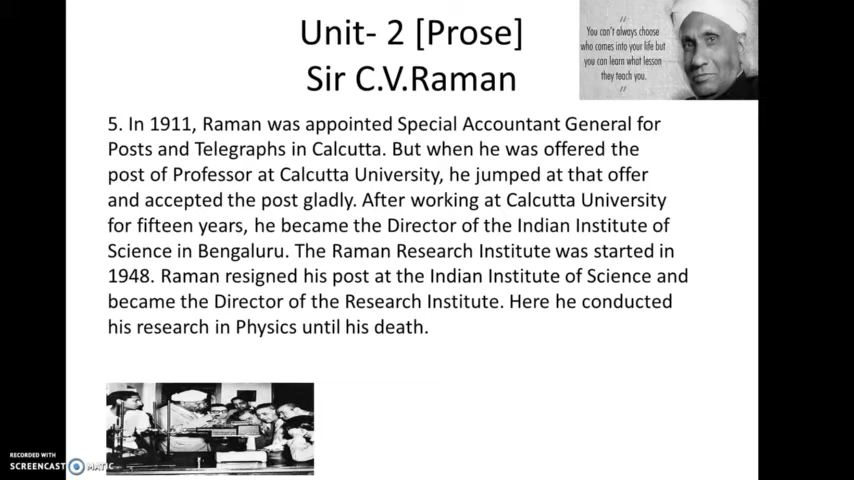 Unit- 2 [Prose]
Sir C.V.Raman
“
You can't always choose
who comes into your life but
you can learn what lesson
they teach you.
”
5. In 1911, Raman was appointed Special Accountant General for
Posts and Telegraphs in Calcutta. But when he was offered the
post of Professor at Calcutta University, he jumped at that offer
and accepted the post gladly. After working at Calcutta University
for fifteen years, he became the Director of the Indian Institute of
Science in Bengaluru. The Raman Research Institute was started in
1948. Raman resigned his post at the Indian Institute of Science and
became the Director of the Research Institute. Here he conducted
his research in Physics until his death.
RECORDED WITH
SCREENCAST MATIC